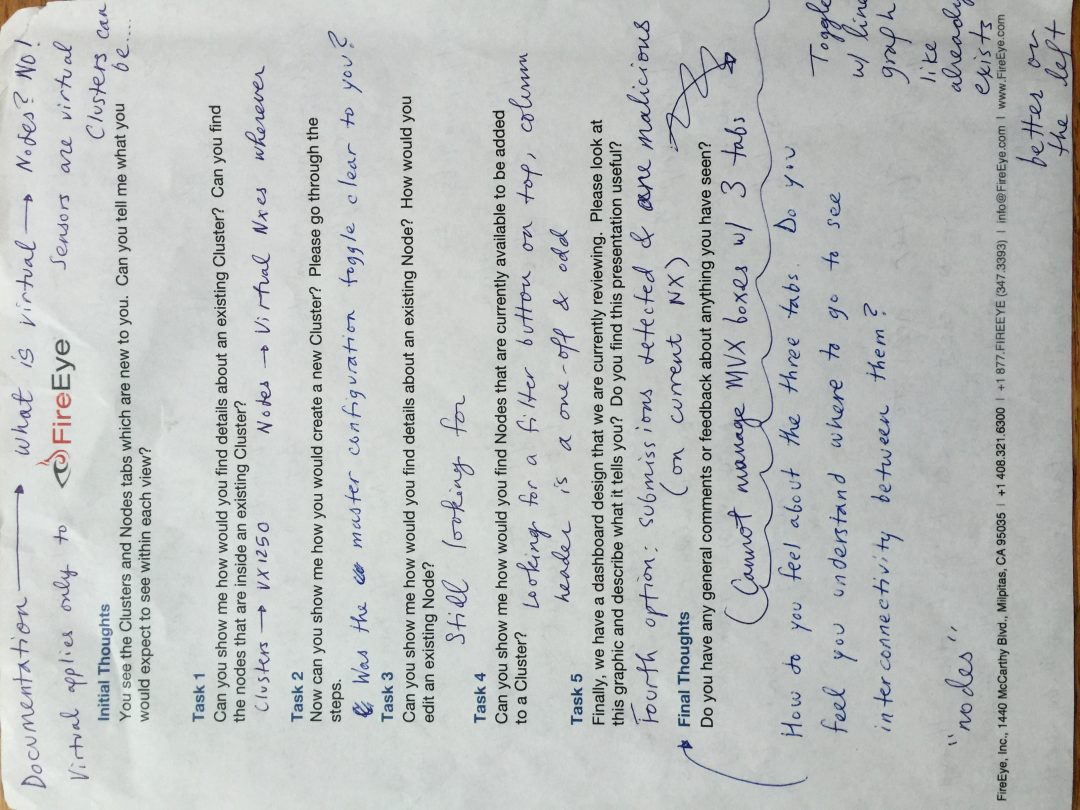 Documentation → what is virtual → Nodes? No!
Virtual applies only to
FireEye
Sensors are virtual
Clusters can be....
Initial Thoughts
You see the Clusters and Nodes tabs which are new to you. Can you tell me what you
would expect to see within each view?
Task 1
Can you show me how would you find details about an existing Cluster? Can you find
the nodes that are inside an existing Cluster?
Clusters → VX1250
Nodes → Virtual Nxes wherever
Task 2
Now can you show me how you would create a new Cluster? Please go through the
steps.
Was the master configuration toggle clear to you?
Task 3
Can you show me how would you find details about an existing Node? How would you
edit an existing Node?
Still looking for
Task 4
Can you show me how would you find Nodes that are currently available to be added
to a Cluster?
Looking for a filter button on top, column
header is a one-off & odd
Task 5
Finally, we have a dashboard design that we are currently reviewing. Please look at
this graphic and describe what it tells you? Do you find this presentation useful?
Fourth option: submissions detected & are malicious
(on current NX)
Final Thoughts
Do you have any general comments or feedback about anything you have seen?
Cannot manage MVX boxes w/ 3 tabs
How do you feel about the three tabs. Do you
feel you understand where to go to see
interconnectivity between them?
Toggle
w/ line
graph
like
already
exists
better on
the left
"nodes"
FireEye, Inc., 1440 McCarthy Blvd., Milpitas, CA 95035 | +1 408.321.6300 | +1 877.FIREEYE (347.3393) | info@FireEye.com | www.FireEye.com